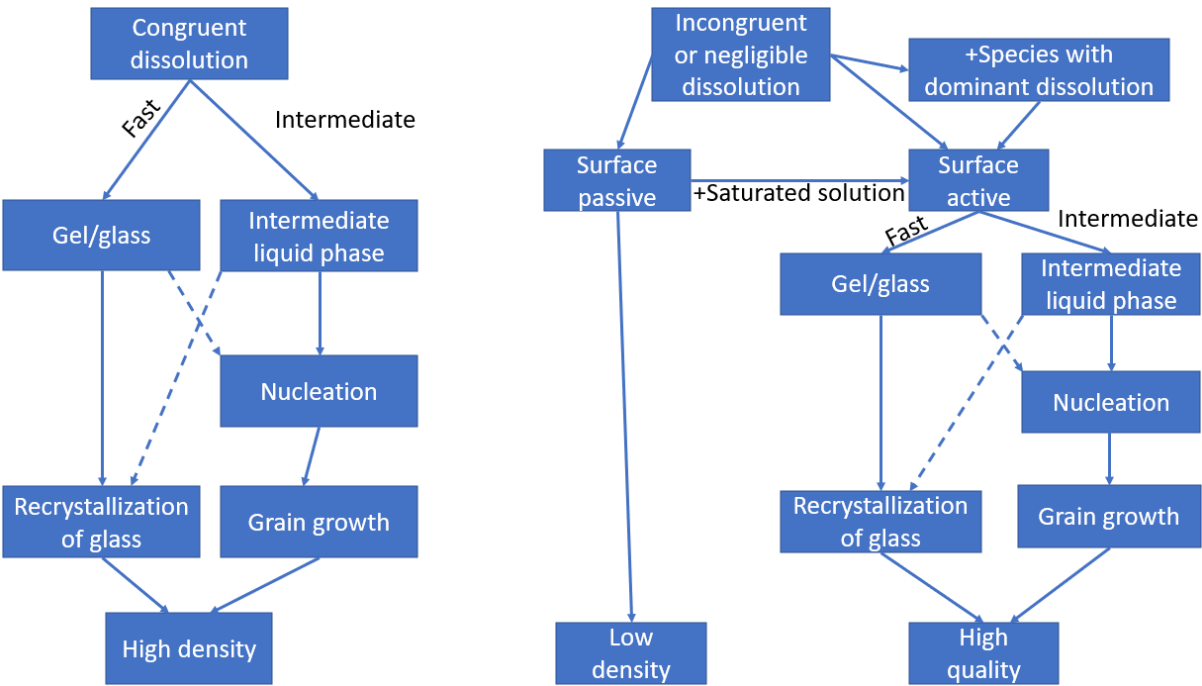 Congruent
dissolution
Fast
Intermediate
Gel/glass
Intermediate
liquid phase
Nucleation
Recrystallization
of glass
Grain growth
High density
Incongruent
or negligible
dissolution
+Species with
dominant dissolution
Surface
passive
+Saturated solution
Surface
active
Fast
Intermediate
Gel/glass
Intermediate
liquid phase
Nucleation
Recrystallization
of glass
Grain growth
Low
density
High
quality